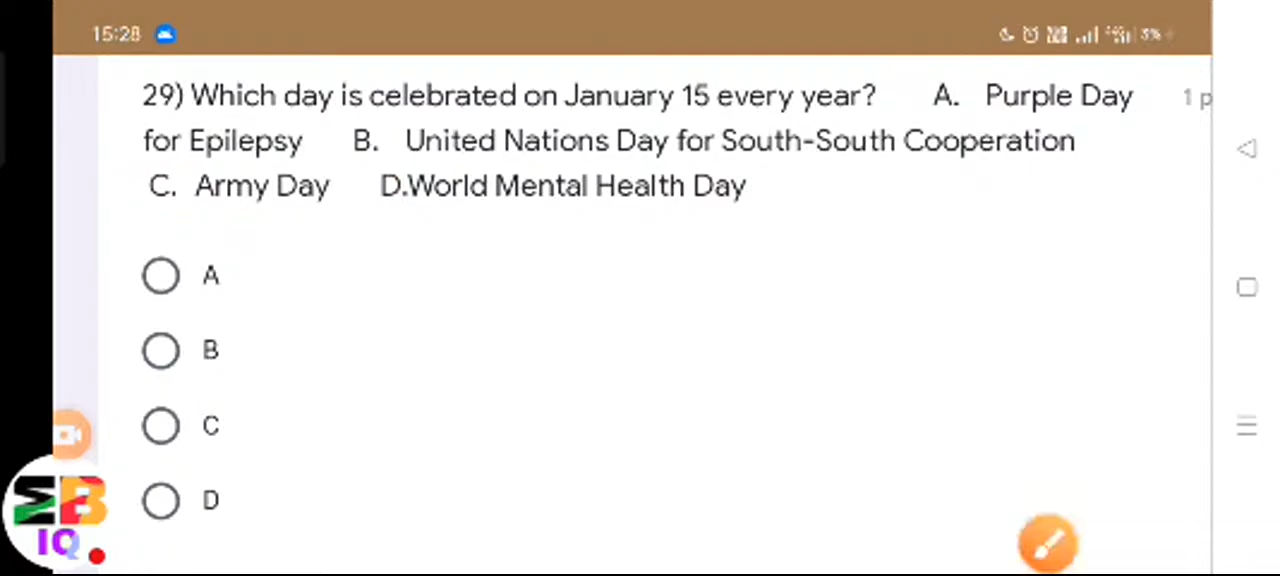 15:28
29) Which day is celebrated on January 15 every year? A. Purple Day 1 p
for Epilepsy B. United Nations Day for South-South Cooperation
C. Army Day D.World Mental Health Day
A
B
C
D
EB
IQ